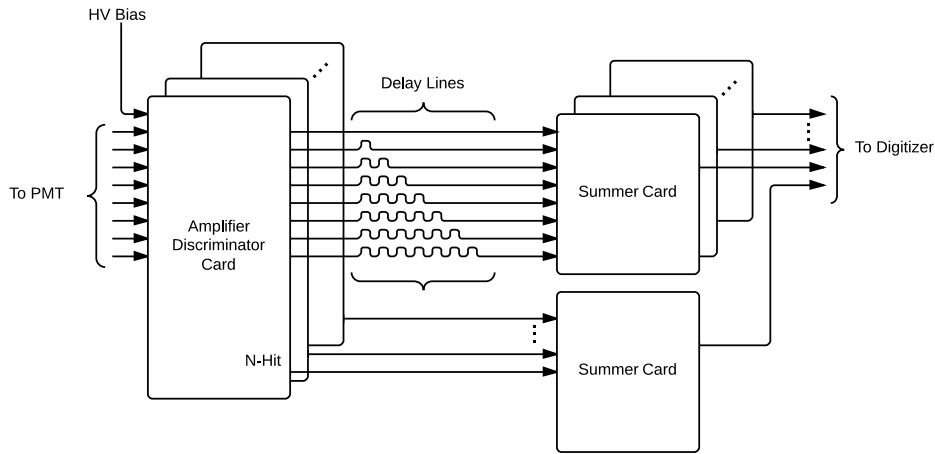 HV Bias
Delay Lines
To PMT
Amplifier
Discriminator
Card
N-Hit
Summer Card
To Digitizer
Summer Card